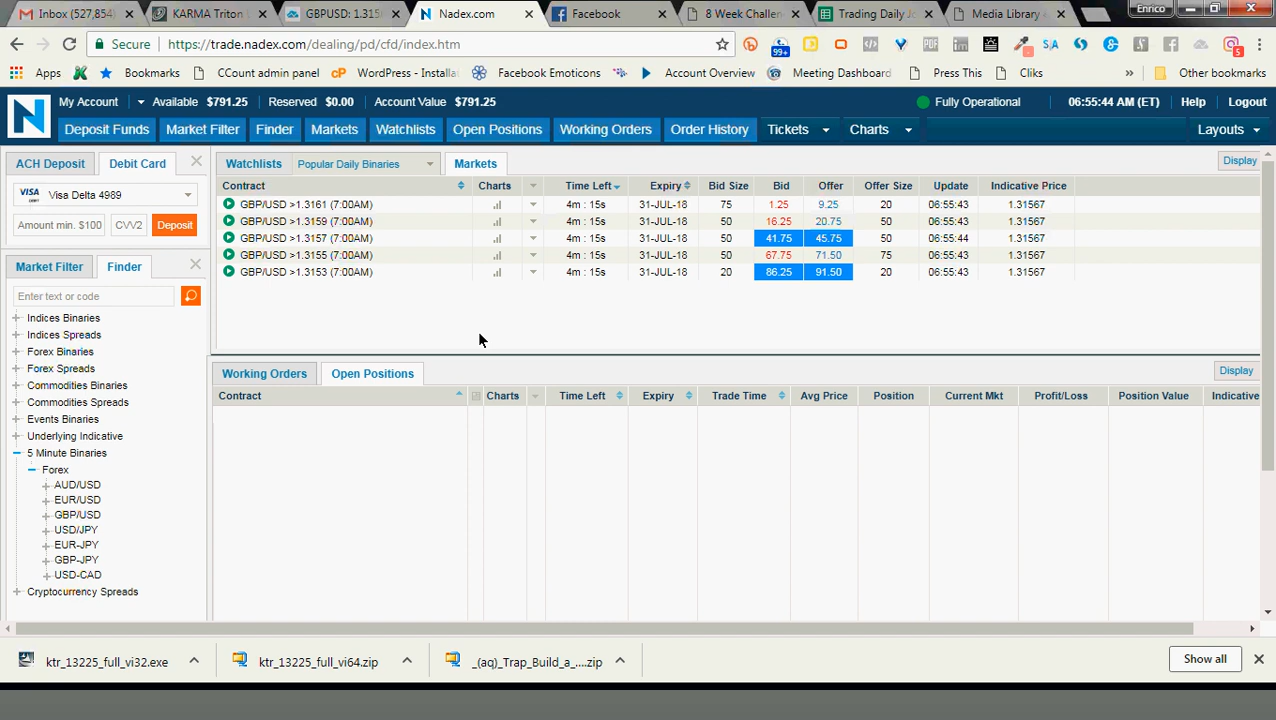 Inbox (527,854)
KARMA Triton
GBPUSD: 1.315
Nadex.com
Facebook
8 Week Challen
Trading Daily Jo
Media Library
Enrico
Secure https://trade.nadex.com/dealing/pd/cfd/index.htm
99+
PDF
S/A
5
Apps
Bookmarks
CCount admin panel
cP WordPress - Installa
Facebook Emoticons
Account Overview
Meeting Dashboard
Press This
Cliks
»
Other bookmarks
N
My Account Available $791.25 Reserved $0.00 Account Value $791.25 Fully Operational 06:55:44 AM (ET) Help Logout
Deposit Funds Market Filter Finder Markets Watchlists Open Positions Working Orders Order History Tickets Charts Layouts
ACH Deposit Debit Card
VISA Visa Delta 4989
Amount min. $100 CVV2 Deposit
Market Filter Finder
Enter text or code
Indices Binaries
Indices Spreads
Forex Binaries
Forex Spreads
Commodities Binaries
Commodities Spreads
Events Binaries
Underlying Indicative
5 Minute Binaries
Forex
AUD/USD
EUR/USD
GBP/USD
USD/JPY
EUR-JPY
GBP-JPY
USD-CAD
Cryptocurrency Spreads
Watchlists Popular Daily Binaries Markets Display
Contract Charts Time Left Expiry Bid Size Bid Offer Offer Size Update Indicative Price
GBP/USD >1.3161 (7:00AM) 4m : 15s 31-JUL-18 75 1.25 9.25 20 06:55:43 1.31567
GBP/USD >1.3159 (7:00AM) 4m : 15s 31-JUL-18 50 16.25 20.75 50 06:55:43 1.31567
GBP/USD >1.3157 (7:00AM) 4m : 15s 31-JUL-18 50 41.75 45.75 50 06:55:44 1.31567
GBP/USD >1.3155 (7:00AM) 4m : 15s 31-JUL-18 50 67.75 71.50 75 06:55:43 1.31567
GBP/USD >1.3153 (7:00AM) 4m : 15s 31-JUL-18 20 86.25 91.50 20 06:55:43 1.31567
Working Orders Open Positions Display
Contract Charts Time Left Expiry Trade Time Avg Price Position Current Mkt Profit/Loss Position Value Indicative
ktr_13225_full_vi32.exe
ktr_13225_full_vi64.zip
_(aq)_Trap_Build_a_....zip
Show all